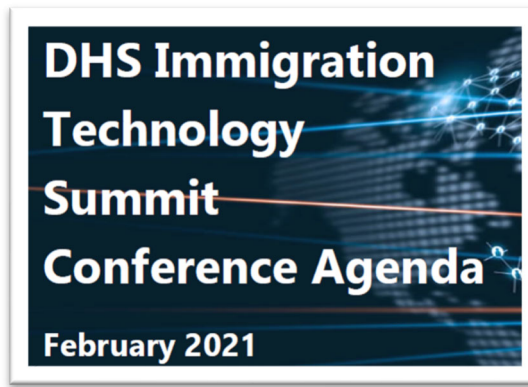 DHS Immigration
Technology
Summit
Conference Agenda
February 2021